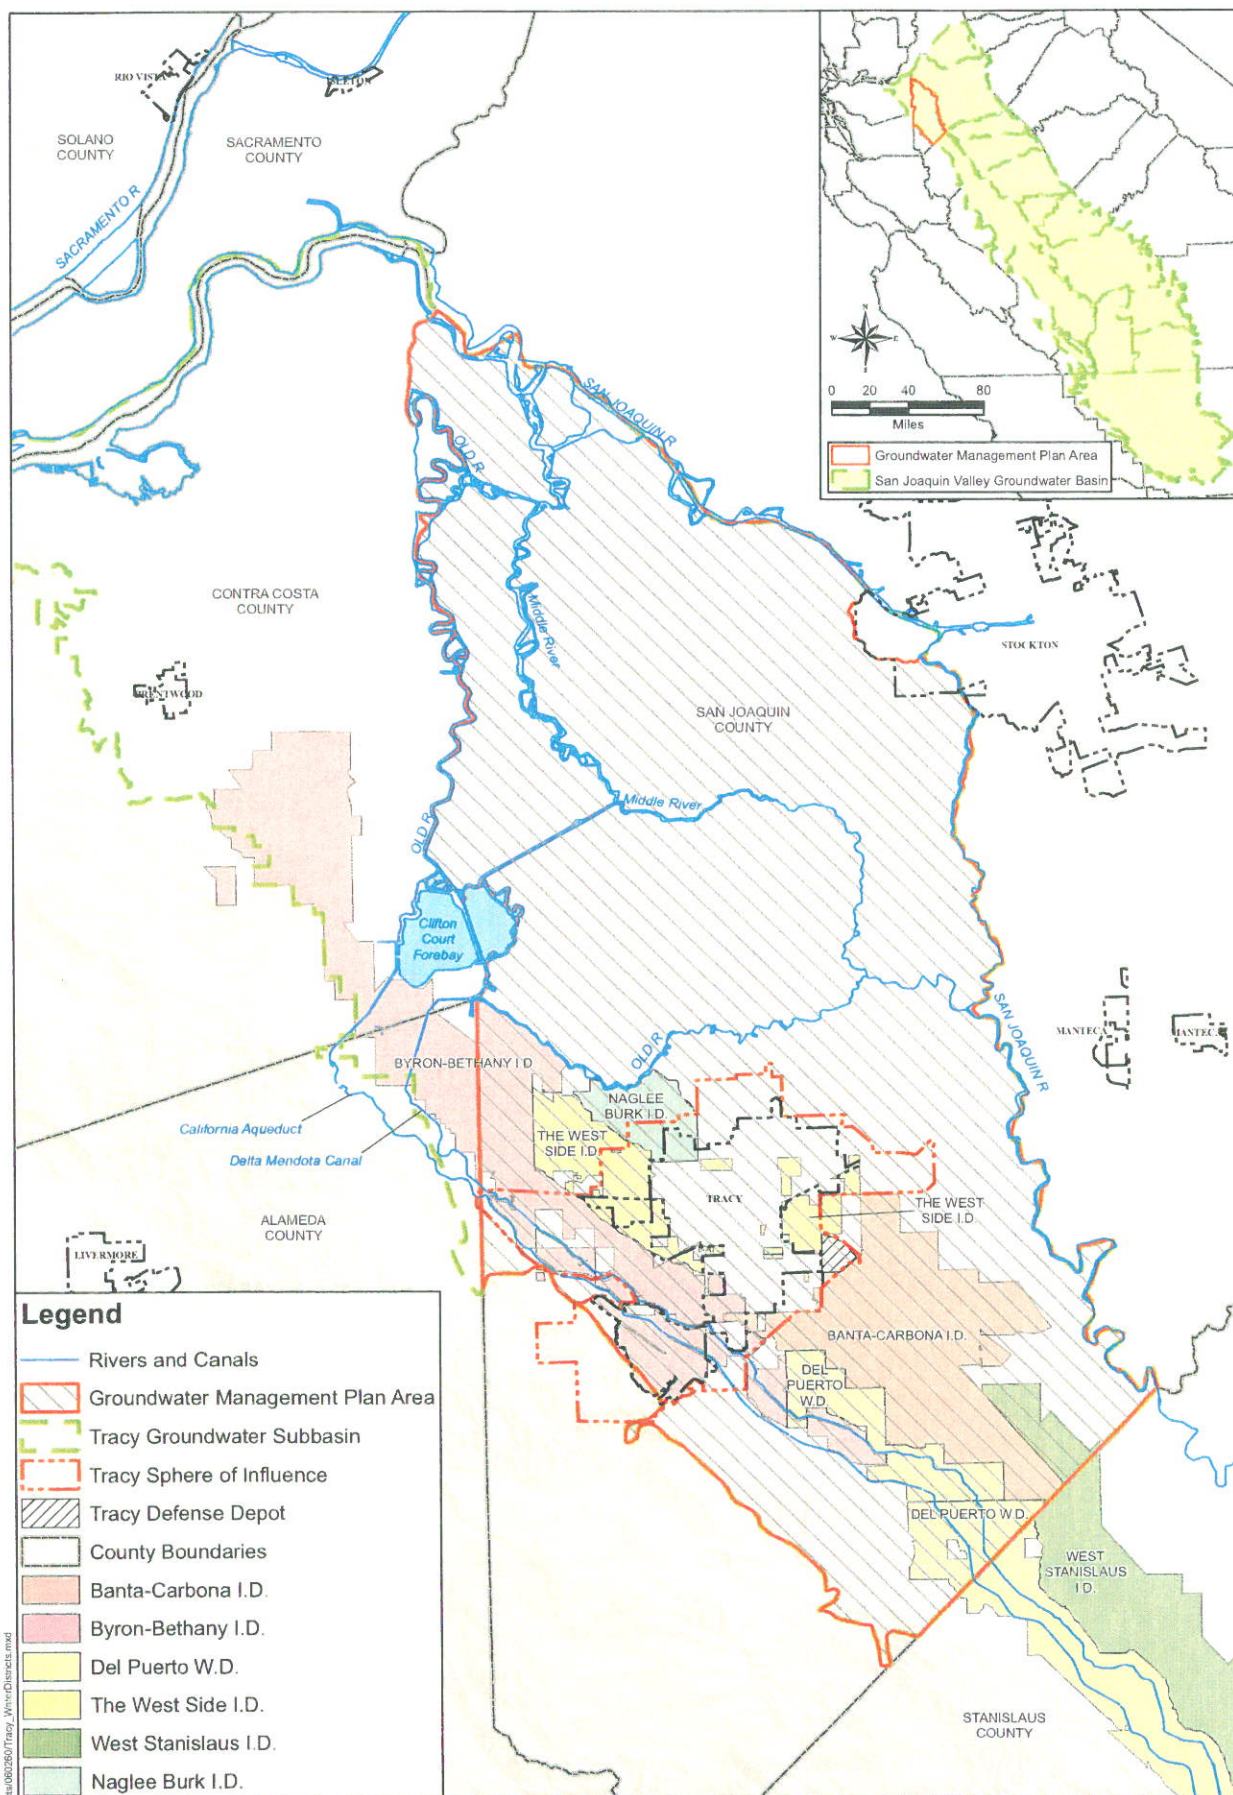 RIO VISTA
SOLANO
COUNTY
SACRAMENTO
COUNTY
SACRAMENTO R
N
W
E
S
0 20 40 80
Miles
Groundwater Management Plan Area
San Joaquin Valley Groundwater Basin
SAN JOAQUIN R
OLD R
CONTRA COSTA
COUNTY
Middle River
BRENTWOOD
STOCKTON
SAN JOAQUIN
COUNTY
Middle River
OLD R
Clifton
Court
Forebay
SAN JOAQUIN R
MANTECA
MANTECA
OLD R
BYRON-BETHANY I.D
NAGLEE
BURK I.D.
California Aqueduct
THE WEST
SIDE I.D.
Delta Mendota Canal
TRACY
THE WEST
SIDE I.D.
ALAMEDA
COUNTY
LIVERMORE
BANTA-CARBONA I.D.
DEL
PUERTO
W.D.
DEL PUERTO W.D.
WEST
STANISLAUS
I.D.
STANISLAUS
COUNTY
Legend
Rivers and Canals
Groundwater Management Plan Area
Tracy Groundwater Subbasin
Tracy Sphere of Influence
Tracy Defense Depot
County Boundaries
Banta-Carbona I.D.
Byron-Bethany I.D.
Del Puerto W.D.
The West Side I.D.
West Stanislaus I.D.
Naglee Burk I.D.